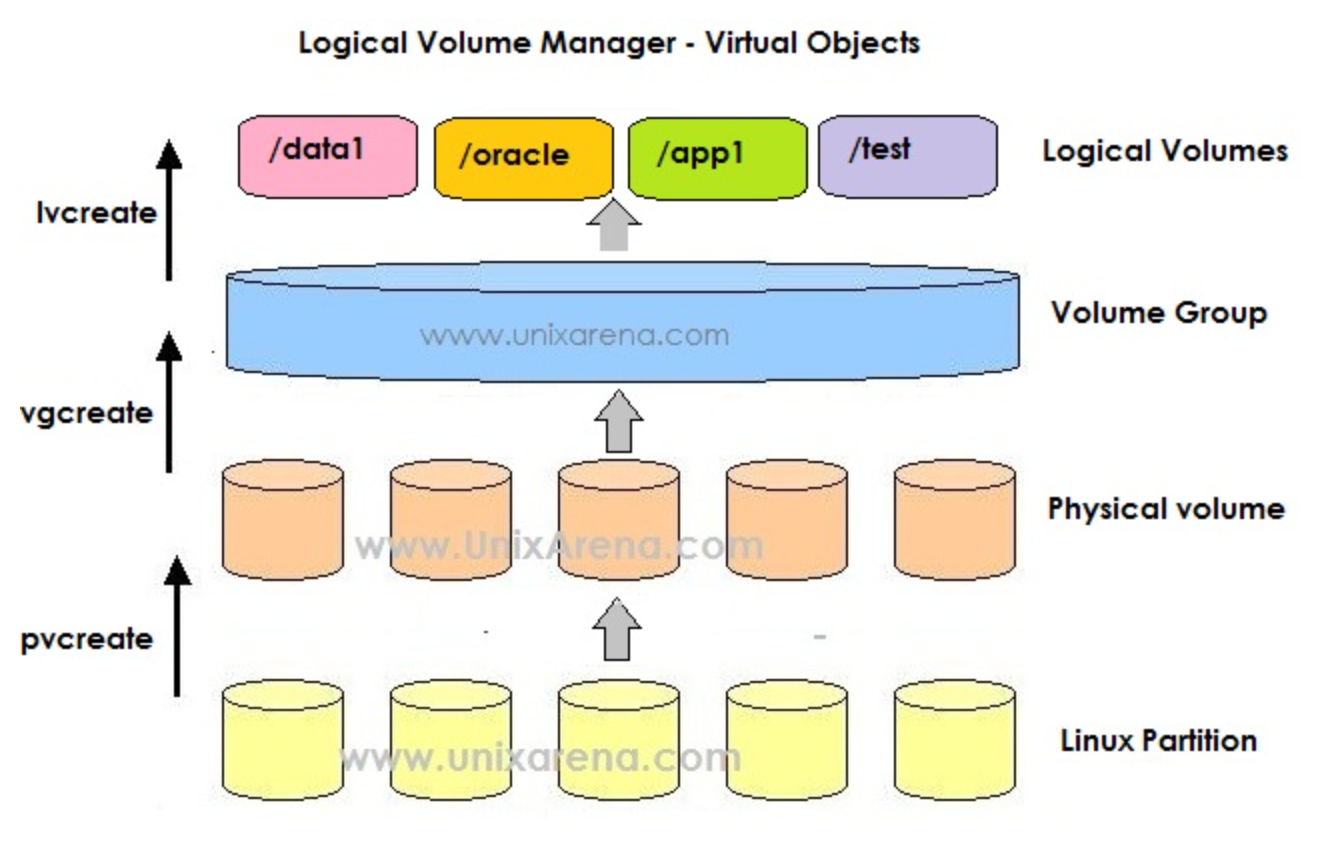 Logical Volume Manager - Virtual Objects
/data1
/oracle
/app1
/test
Logical Volumes
lvcreate
www.unixarena.com
Volume Group
vgcreate
Physical volume
www.UnixArena.com
pvcreate
Linux Partition
www.unixarena.com